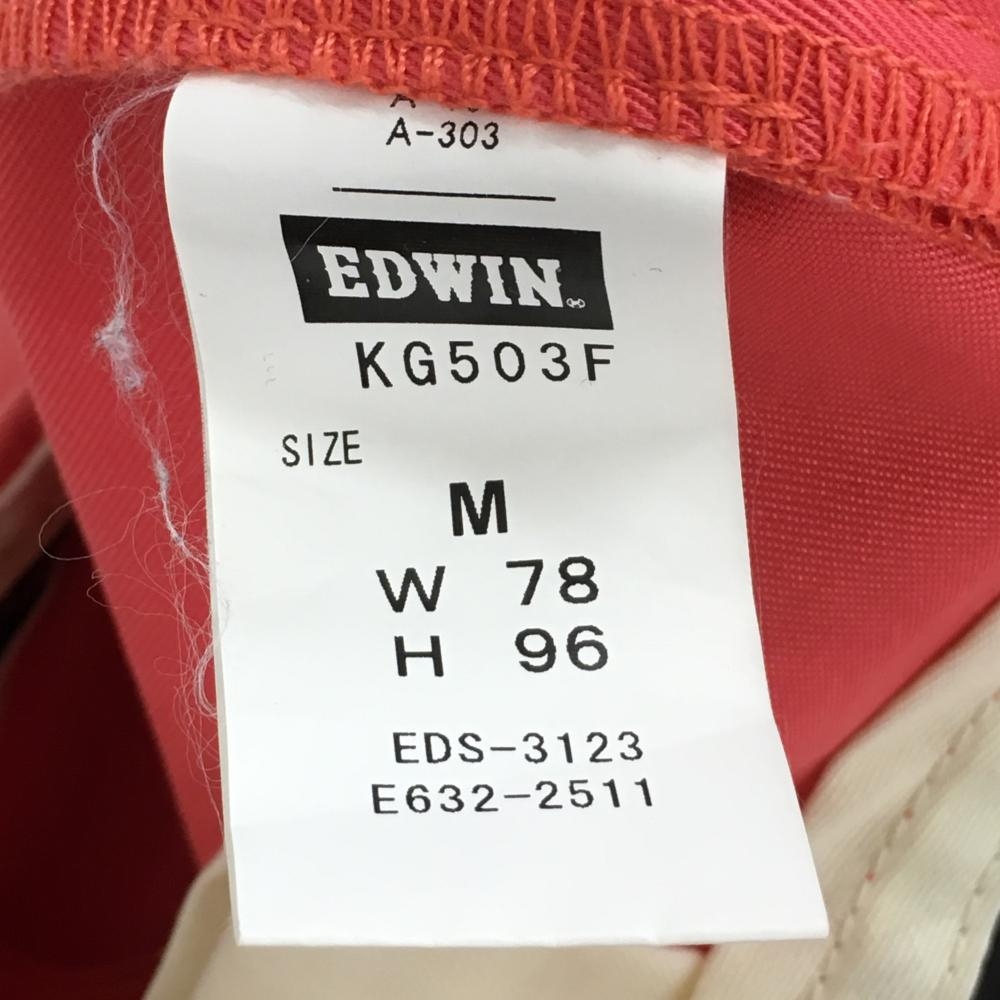 A-303
EDWIN
KG503F
SIZE
M
W 78
H 96
EDS-3123
E632-2511